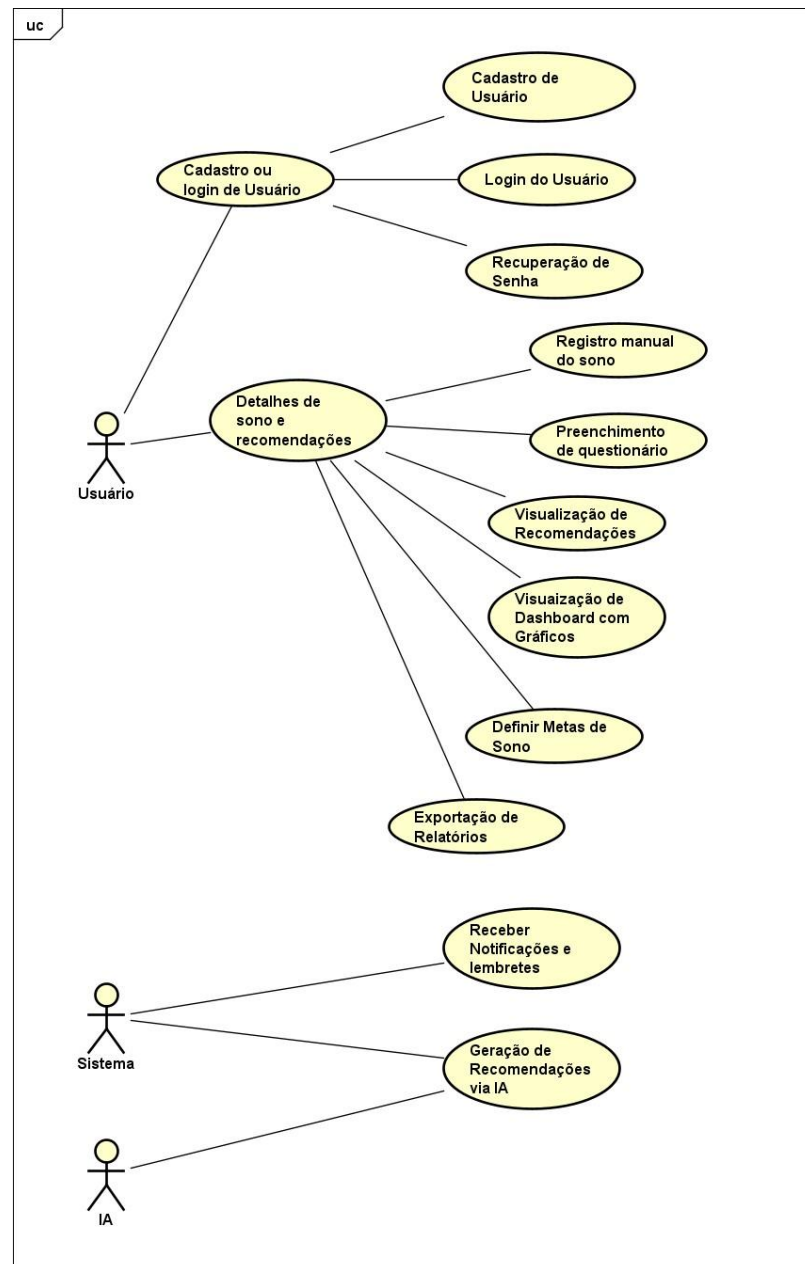 uc
Cadastro de
Usuário
Cadastro ou
login de Usuário
Login do Usuário
Recuperação de
Senha
Registro manual
do sono
Detalhes de
sono e
recomendações
Preenchimento
de questionário
Usuário
Visualização de
Recomendações
Visuaização de
Dashboard com
Gráficos
Definir Metas de
Sono
Exportação de
Relatórios
Receber
Notificações e
lembretes
Sistema
Geração de
Recomendações
via IA
IA